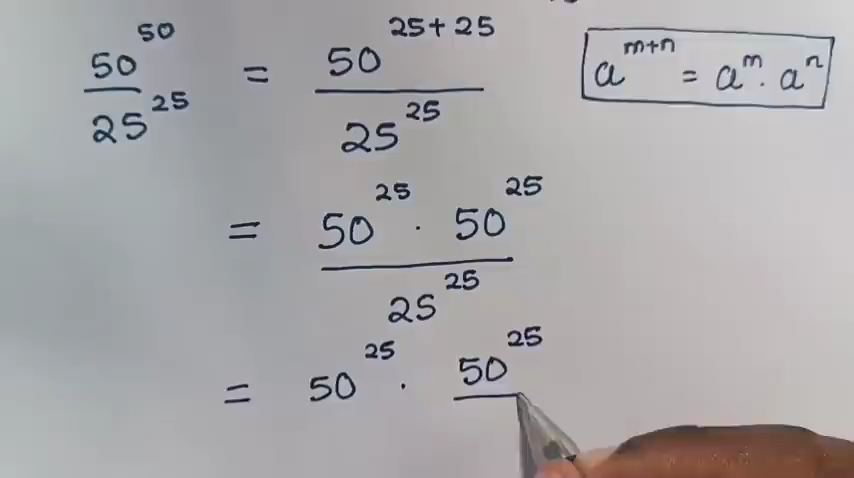 50^50 / 25^25 = 50^(25+25) / 25^25
a^(m+n) = a^m · a^n
= 50^25 · 50^25 / 25^25
= 50^25 · 50^25